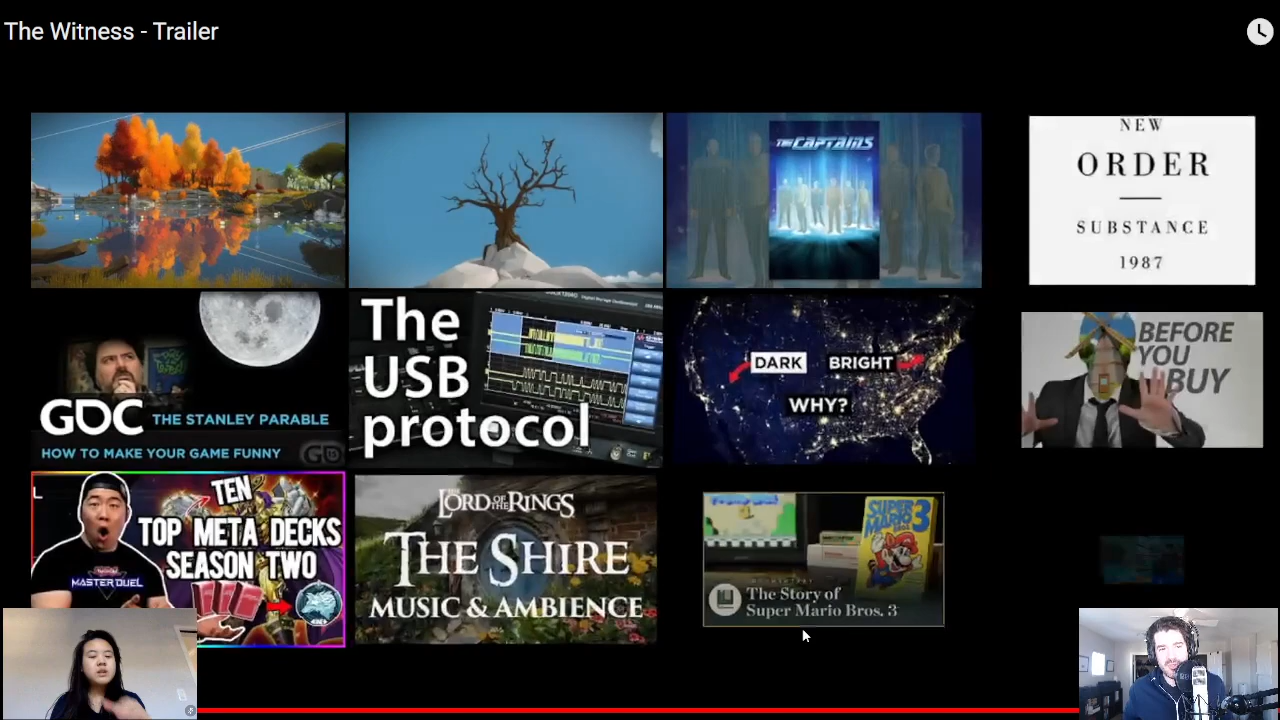 The Witness - Trailer
THE CAPTAINS
NEW
ORDER
SUBSTANCE
1987
GDC THE STANLEY PARABLE
HOW TO MAKE YOUR GAME FUNNY
The
USB
protocol
DARK BRIGHT
WHY?
BEFORE
YOU
BUY
L
TEN
TOP META DECKS
SEASON TWO
MASTER DUEL
THE LORD OF THE RINGS
THE SHIRE
MUSIC & AMBIENCE
SUPER
MARIO
BROS. 3
The Story of
Super Mario Bros. 3